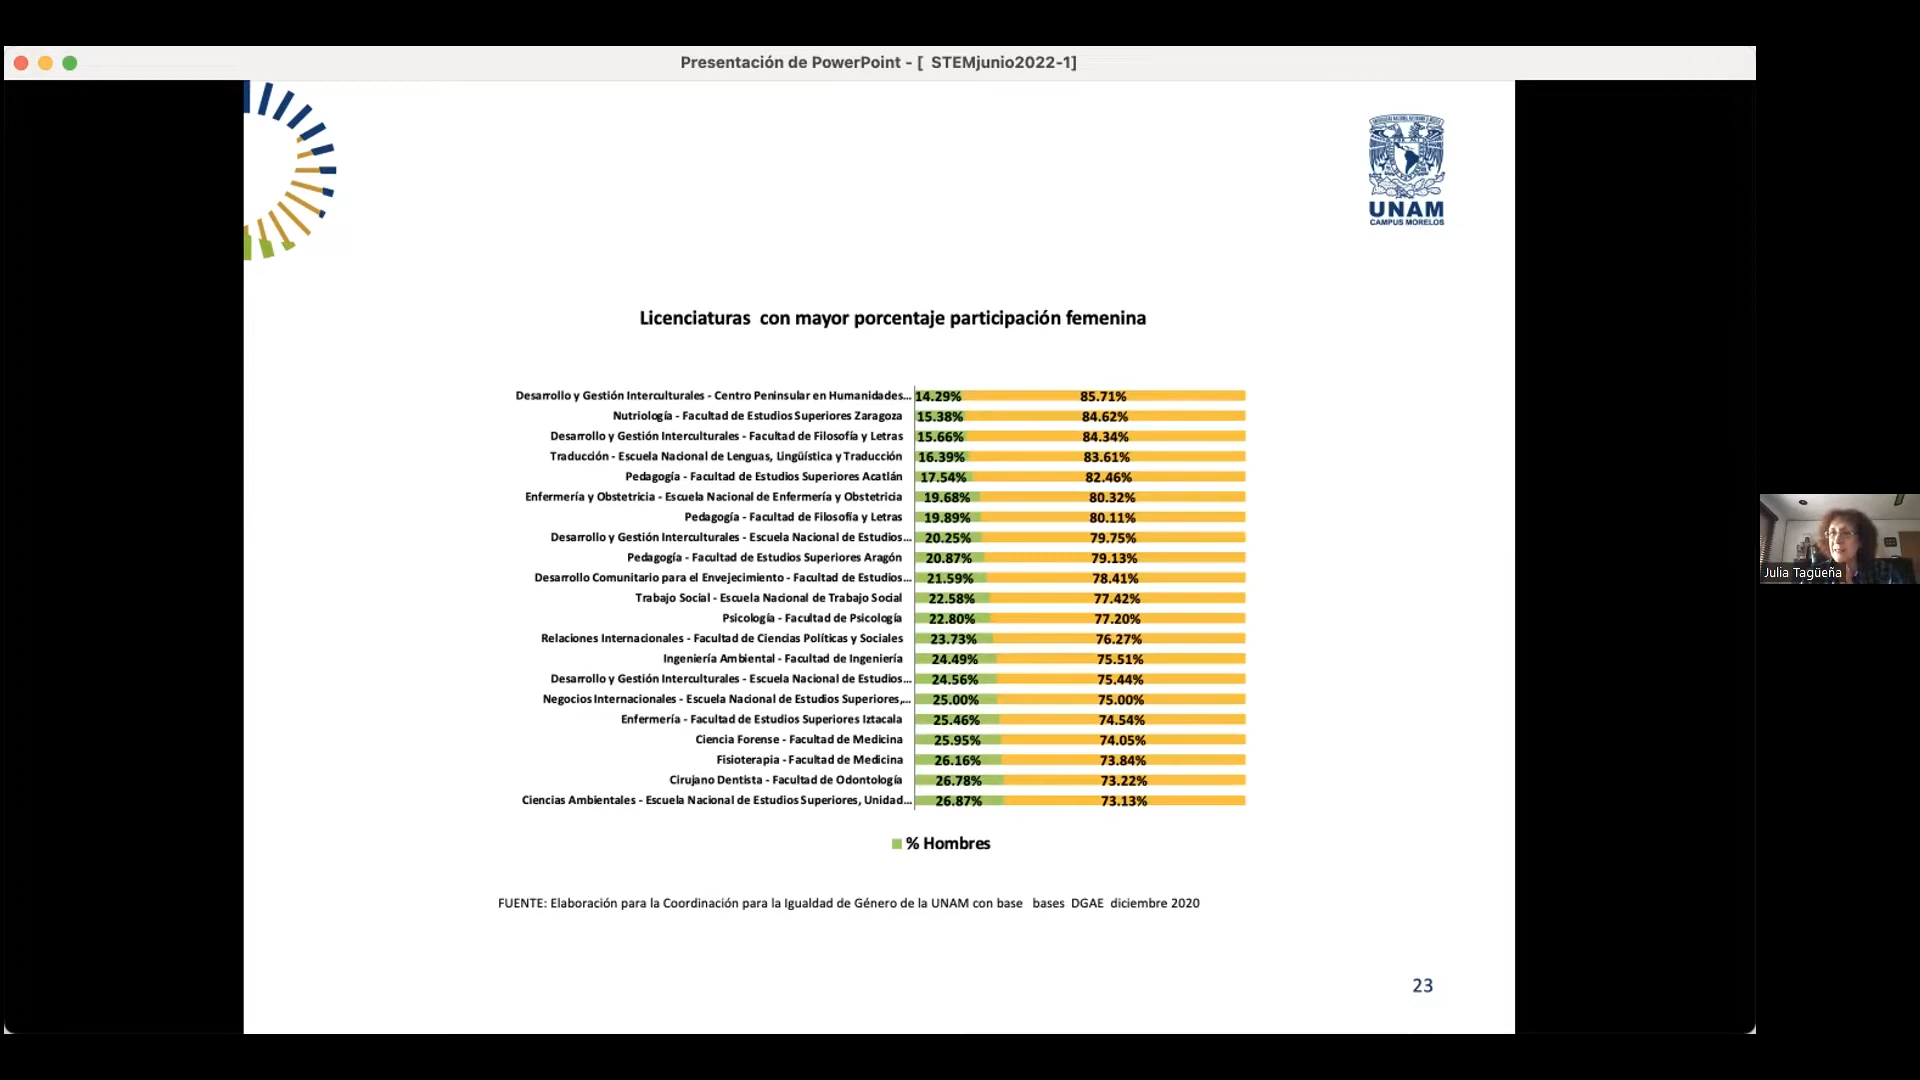 Presentación de PowerPoint - [ STEMjunio2022-1]
UNAM
CAMPUS MORELOS
Licenciaturas con mayor porcentaje participación femenina
Desarrollo y Gestión Interculturales - Centro Peninsular en Humanidades... 14.29% 85.71%
Nutriología - Facultad de Estudios Superiores Zaragoza 15.38% 84.62%
Desarrollo y Gestión Interculturales - Facultad de Filosofía y Letras 15.66% 84.34%
Traducción - Escuela Nacional de Lenguas, Lingüística y Traducción 16.39% 83.61%
Pedagogía - Facultad de Estudios Superiores Acatlán 17.54% 82.46%
Enfermería y Obstetricia - Escuela Nacional de Enfermería y Obstetricia 19.68% 80.32%
Pedagogía - Facultad de Filosofía y Letras 19.89% 80.11%
Desarrollo y Gestión Interculturales - Escuela Nacional de Estudios... 20.25% 79.75%
Pedagogía - Facultad de Estudios Superiores Aragón 20.87% 79.13%
Desarrollo Comunitario para el Envejecimiento - Facultad de Estudios... 21.59% 78.41%
Trabajo Social - Escuela Nacional de Trabajo Social 22.58% 77.42%
Psicología - Facultad de Psicología 22.80% 77.20%
Relaciones Internacionales - Facultad de Ciencias Políticas y Sociales 23.73% 76.27%
Ingeniería Ambiental - Facultad de Ingeniería 24.49% 75.51%
Desarrollo y Gestión Interculturales - Escuela Nacional de Estudios... 24.56% 75.44%
Negocios Internacionales - Escuela Nacional de Estudios Superiores,... 25.00% 75.00%
Enfermería - Facultad de Estudios Superiores Iztacala 25.46% 74.54%
Ciencia Forense - Facultad de Medicina 25.95% 74.05%
Fisioterapia - Facultad de Medicina 26.16% 73.84%
Cirujano Dentista - Facultad de Odontología 26.78% 73.22%
Ciencias Ambientales - Escuela Nacional de Estudios Superiores, Unidad... 26.87% 73.13%
% Hombres
FUENTE: Elaboración para la Coordinación para la Igualdad de Género de la UNAM con base bases DGAE diciembre 2020
23
Julia Tagüeña